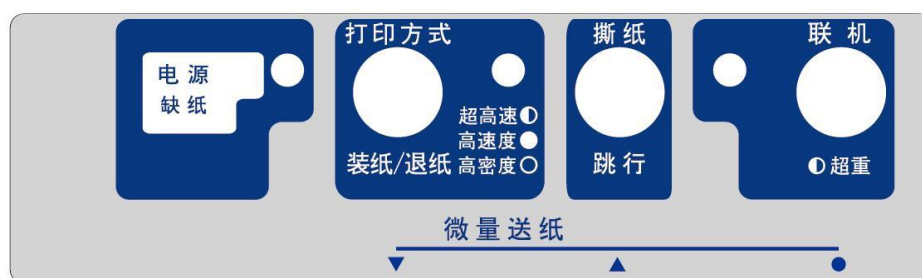 电源
缺纸
打印方式
超高速
高速度
装纸/退纸 高密度
撕纸
跳行
联机
超重
微量送纸